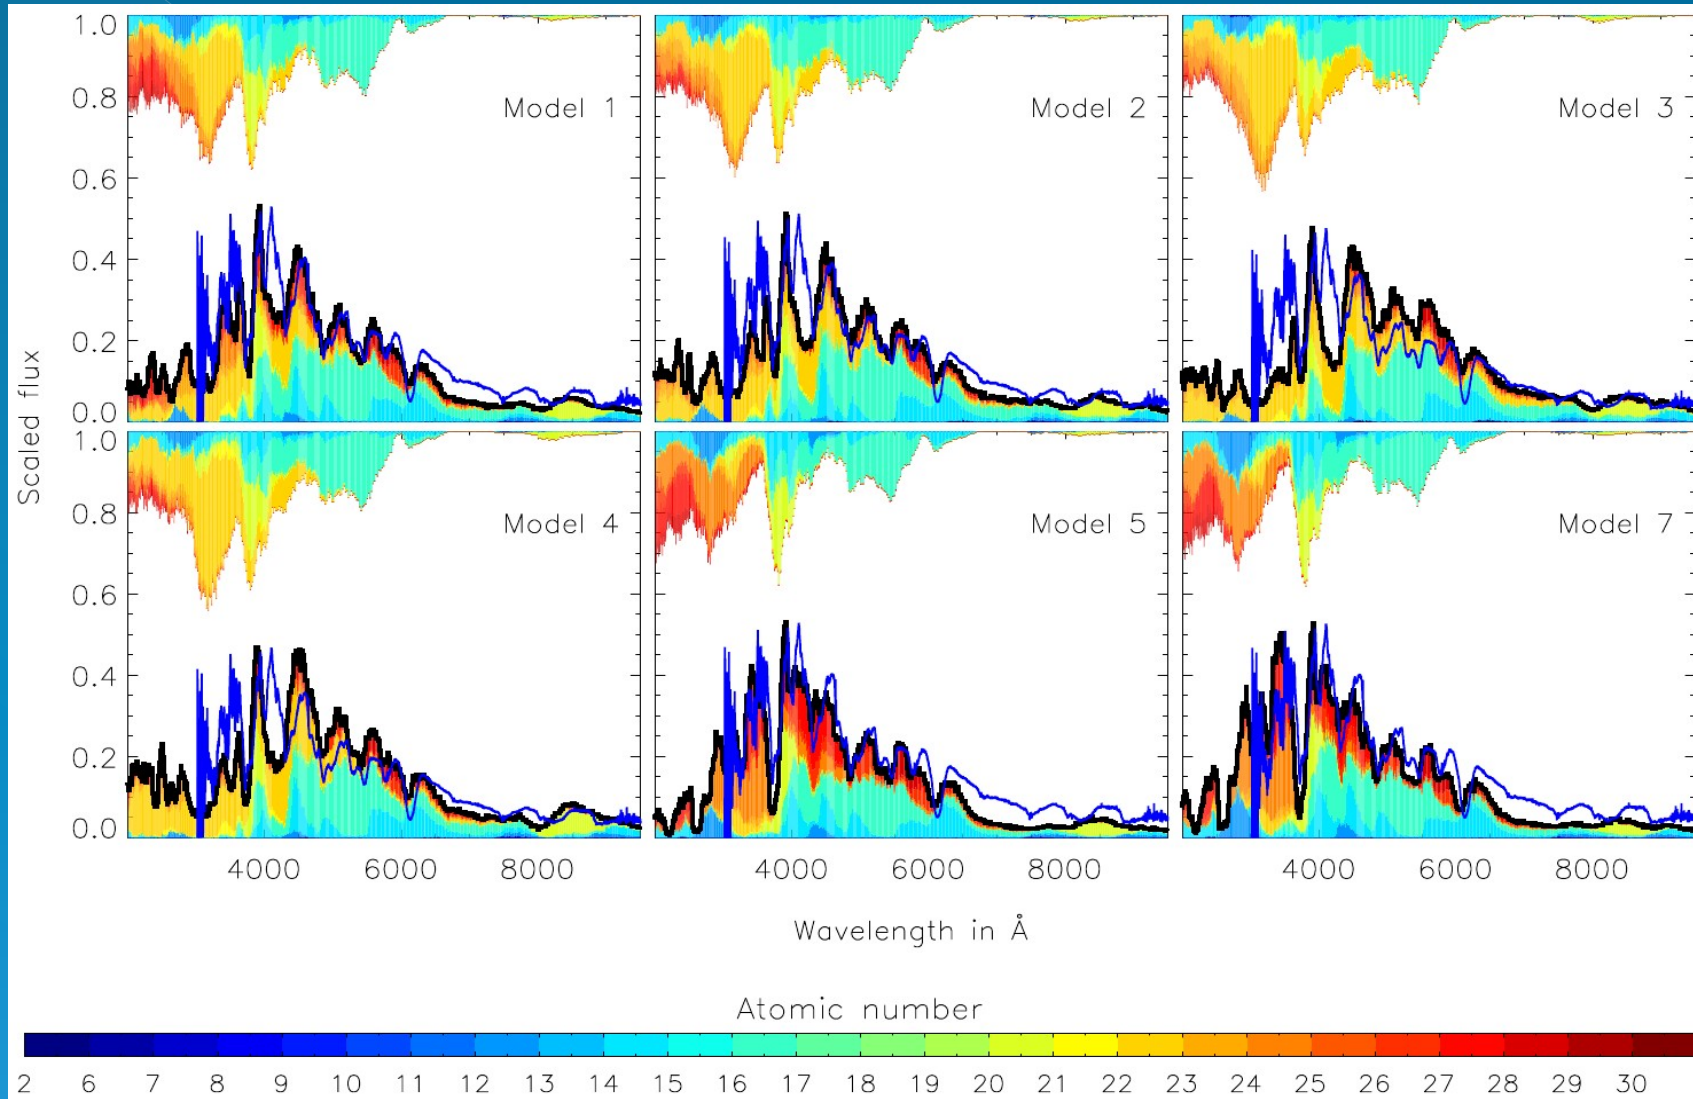 1.0
0.8
0.6
0.4
0.2
0.0
Model 1
Model 2
Model 3
Scaled flux
1.0
0.8
0.6
0.4
0.2
0.0
Model 4
Model 5
Model 7
4000 6000 8000 4000 6000 8000 4000 6000 8000
Wavelength in Å
Atomic number
2 6 7 8 9 10 11 12 13 14 15 16 17 18 19 20 21 22 23 24 25 26 27 28 29 30